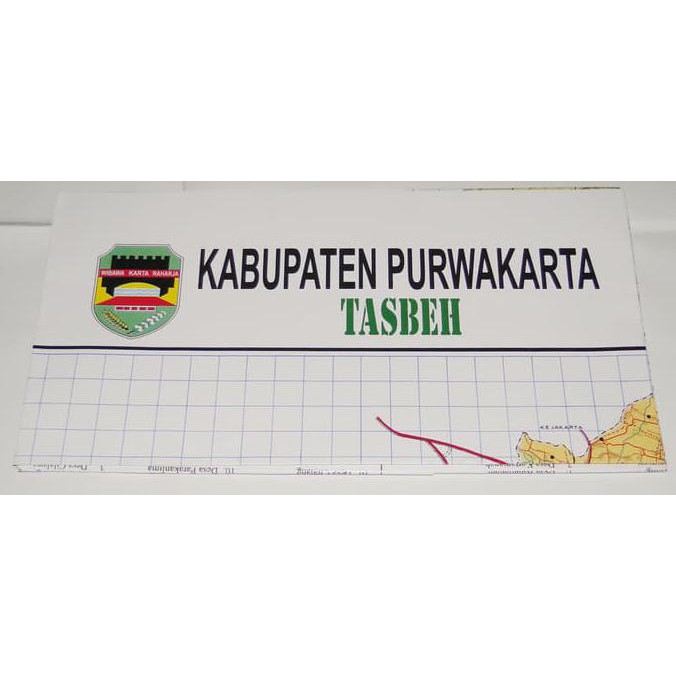 WIBAWA KARTA RAHARJA
KABUPATEN PURWAKARTA
TASBEH
KE JAKARTA
Desa Parakanlima